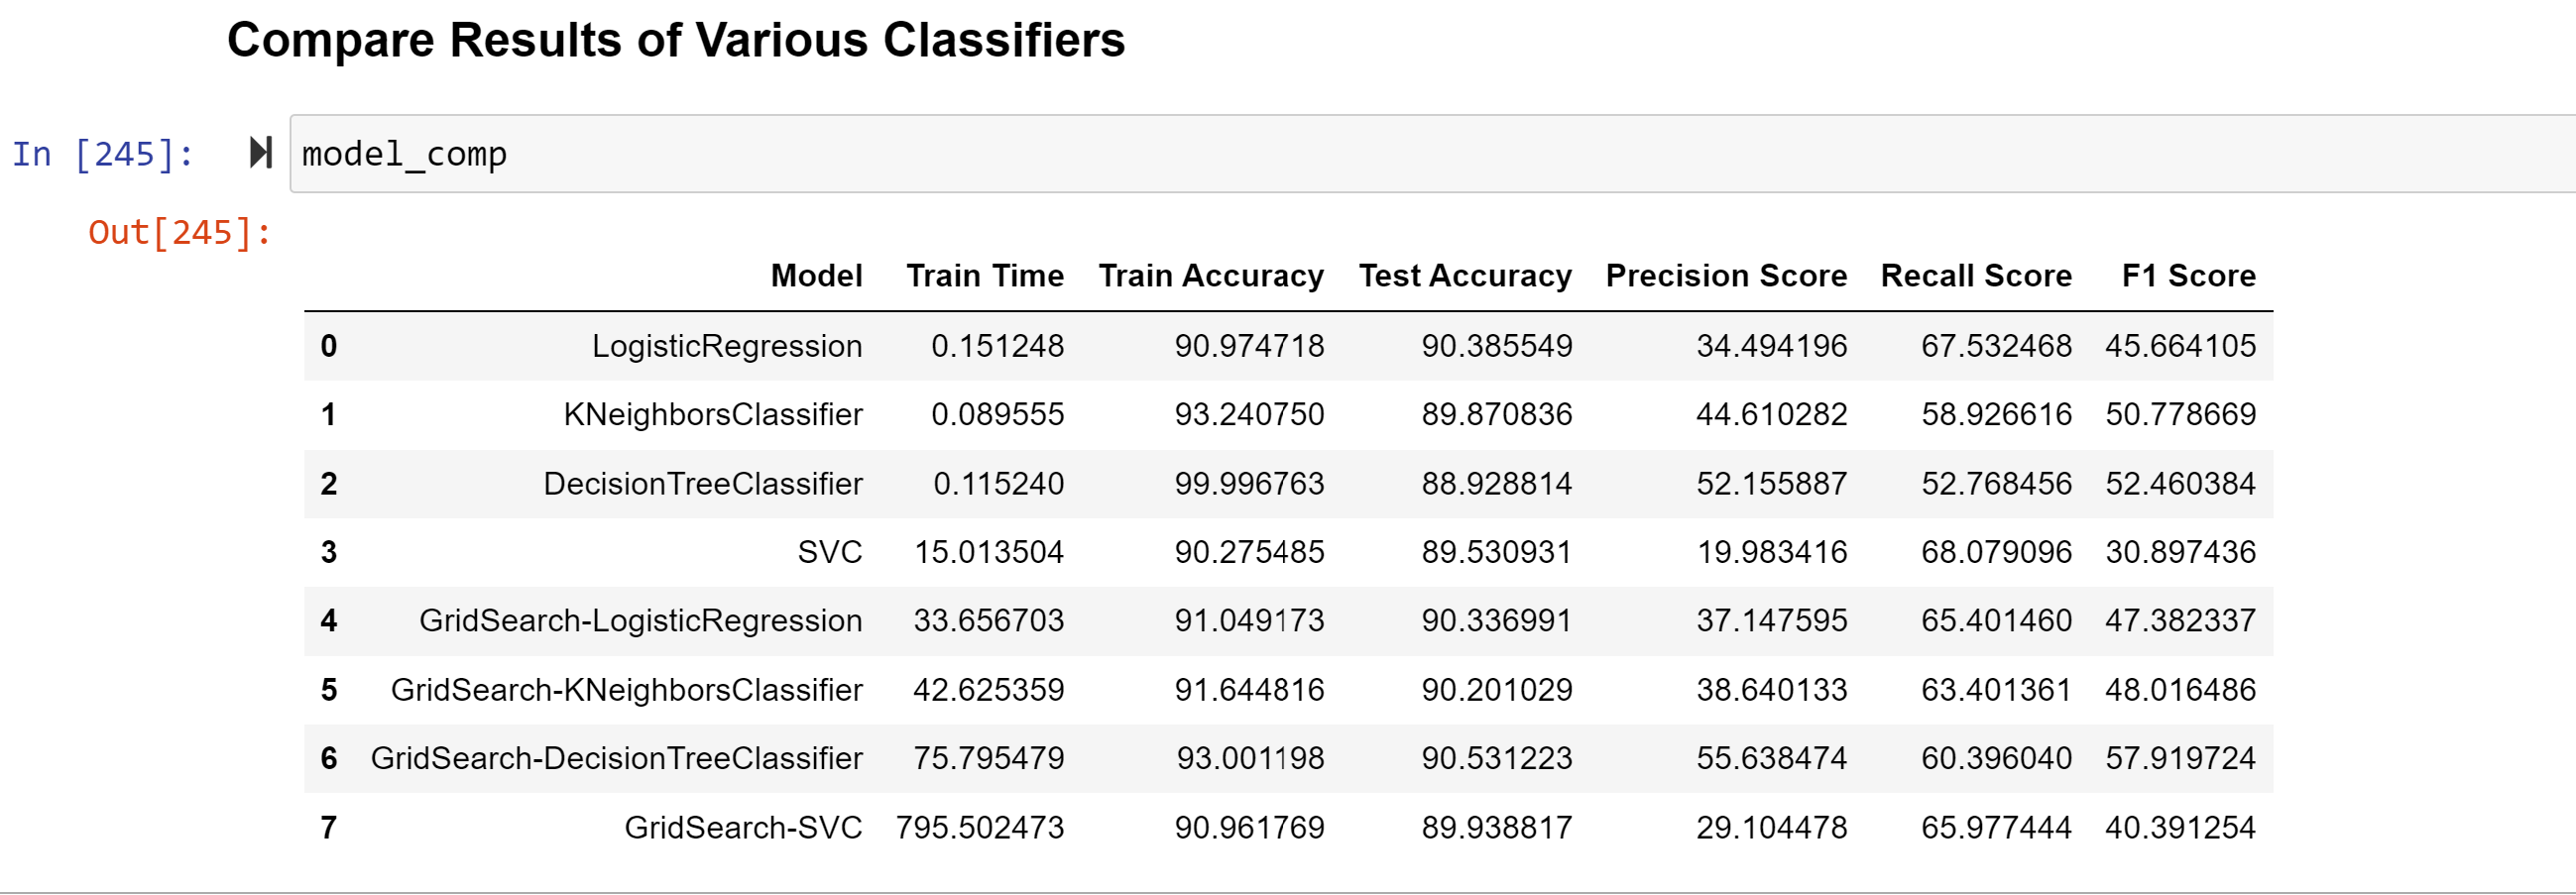 Compare Results of Various Classifiers
In [245]: model_comp
Out[245]:
Model Train Time Train Accuracy Test Accuracy Precision Score Recall Score F1 Score
0 LogisticRegression 0.151248 90.974718 90.385549 34.494196 67.532468 45.664105
1 KNeighborsClassifier 0.089555 93.240750 89.870836 44.610282 58.926616 50.778669
2 DecisionTreeClassifier 0.115240 99.996763 88.928814 52.155887 52.768456 52.460384
3 SVC 15.013504 90.275485 89.530931 19.983416 68.079096 30.897436
4 GridSearch-LogisticRegression 33.656703 91.049173 90.336991 37.147595 65.401460 47.382337
5 GridSearch-KNeighborsClassifier 42.625359 91.644816 90.201029 38.640133 63.401361 48.016486
6 GridSearch-DecisionTreeClassifier 75.795479 93.001198 90.531223 55.638474 60.396040 57.919724
7 GridSearch-SVC 795.502473 90.961769 89.938817 29.104478 65.977444 40.391254